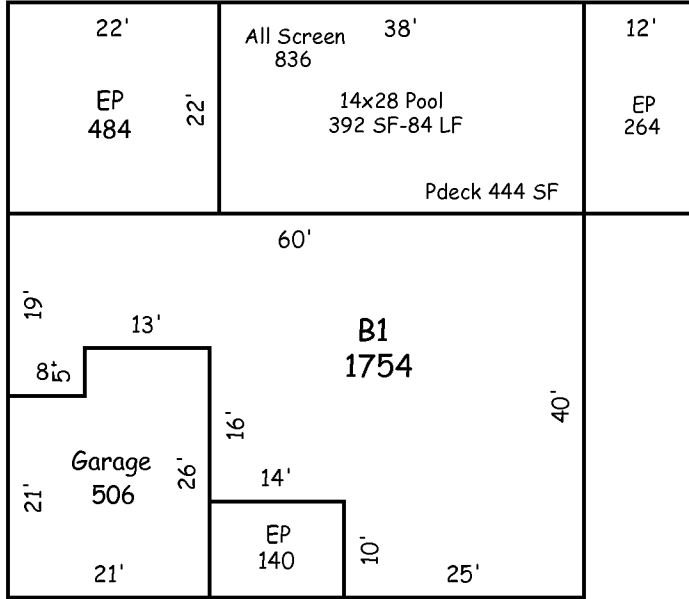 22'
All Screen
836
38'
12'
EP
484
22'
14x28 Pool
392 SF-84 LF
EP
264
Pdeck 444 SF
60'
19'
13'
B1
1754
8'
5'
40'
16'
Garage
506
26'
21'
14'
EP
140
10'
21'
25'